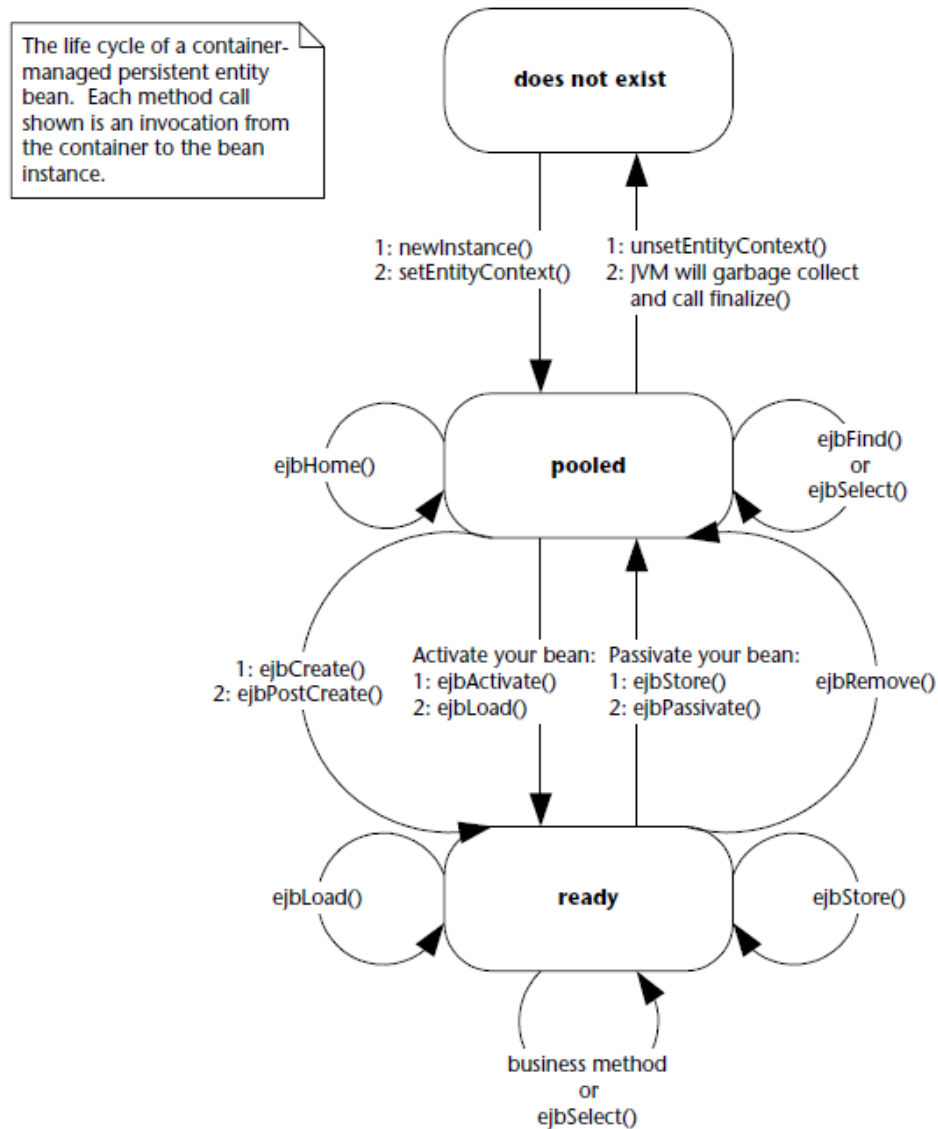 The life cycle of a container-
managed persistent entity
bean. Each method call
shown is an invocation from
the container to the bean
instance.
does not exist
1: newInstance()
2: setEntityContext()
1: unsetEntityContext()
2: JVM will garbage collect
and call finalize()
ejbHome()
pooled
ejbFind()
or
ejbSelect()
1: ejbCreate()
2: ejbPostCreate()
Activate your bean:
1: ejbActivate()
2: ejbLoad()
Passivate your bean:
1: ejbStore()
2: ejbPassivate()
ejbRemove()
ejbLoad()
ready
ejbStore()
business method
or
ejbSelect()